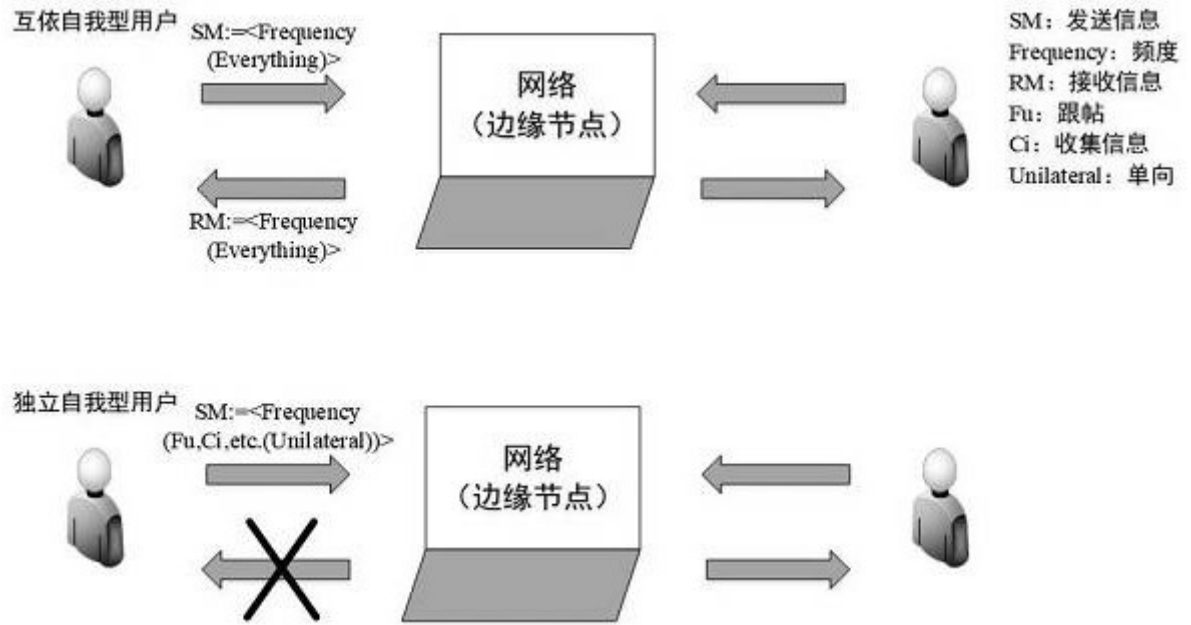 互依自我型用户
SM:=<Frequency
(Everything)>
网络
（边缘节点）
RM:=<Frequency
(Everything)>
SM：发送信息
Frequency：频度
RM：接收信息
Fu：跟帖
Ci：收集信息
Unilateral：单向
独立自我型用户
SM:=<Frequency
(Fu,Ci,etc.(Unilateral))>
网络
（边缘节点）